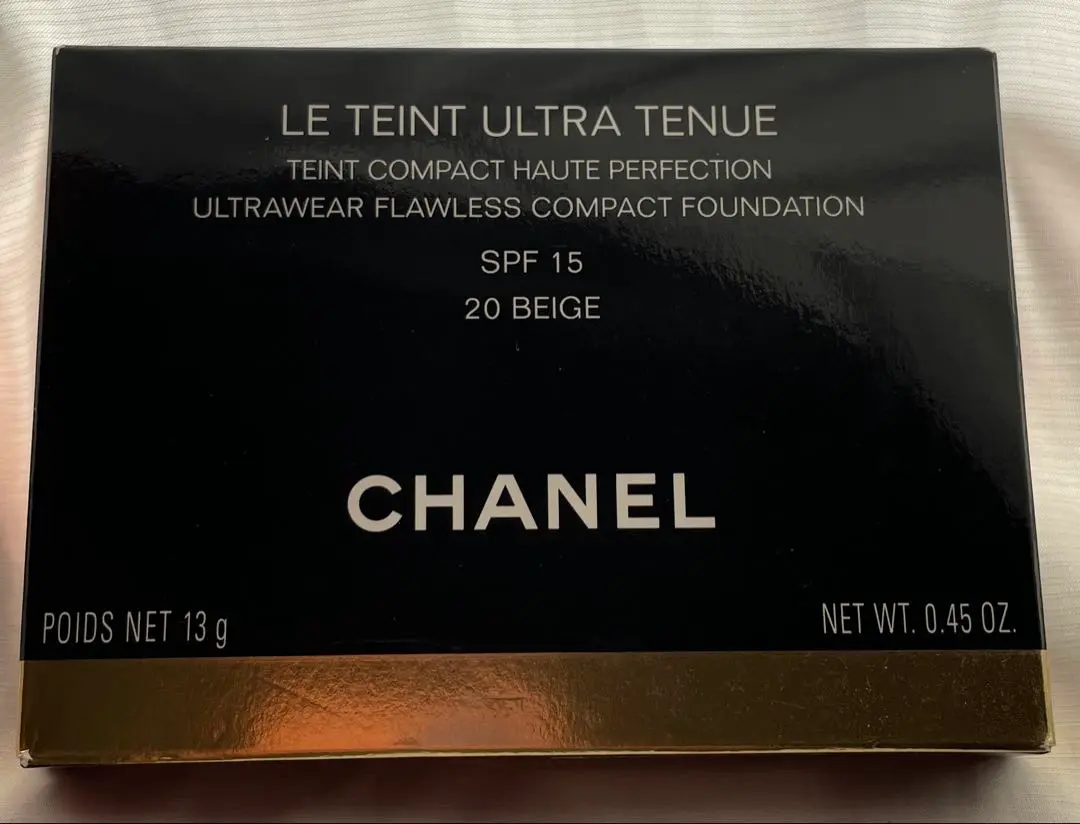 LE TEINT ULTRA TENUE
TEINT COMPACT HAUTE PERFECTION
ULTRAWEAR FLAWLESS COMPACT FOUNDATION
SPF 15
20 BEIGE
CHANEL
POIDS NET 13 g
NET WT. 0.45 OZ.